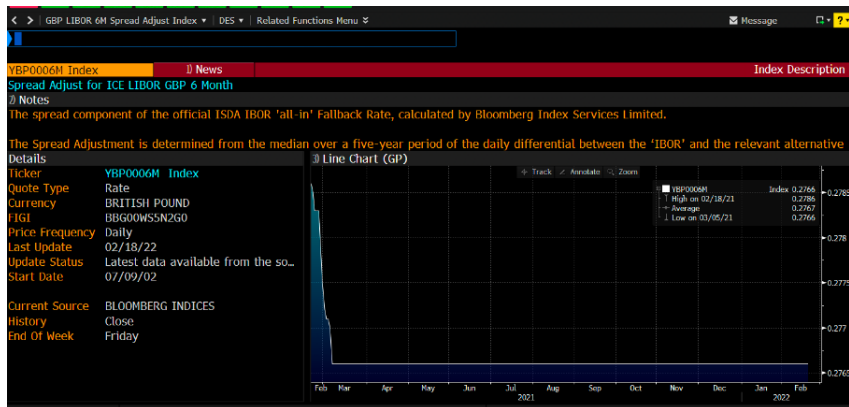 < > GBP LIBOR 6M Spread Adjust Index ▾ DES ▾ Related Functions Menu
Message
?
YBP0006M Index
1) News
Index Description
Spread Adjust for ICE LIBOR GBP 6 Month
2) Notes
The spread component of the official ISDA IBOR 'all-in' Fallback Rate, calculated by Bloomberg Index Services Limited.
The Spread Adjustment is determined from the median over a five-year period of the daily differential between the 'IBOR' and the relevant alternative
Details
Ticker YBP0006M Index
Quote Type Rate
Currency BRITISH POUND
FIGI BBG00WS5N2G0
Price Frequency Daily
Last Update 02/18/22
Update Status Latest data available from the so...
Start Date 07/09/02
Current Source BLOOMBERG INDICES
History Close
End Of Week Friday
3) Line Chart (GP)
Track Annotate Zoom
YBP0006M Index 0.2766
High on 02/18/21 0.2786
Average 0.2767
Low on 03/05/21 0.2766
0.2785
0.278
0.2775
0.277
0.2765
Feb Mar Apr May Jun Jul Aug Sep Oct Nov Dec Jan Feb
2021 2022